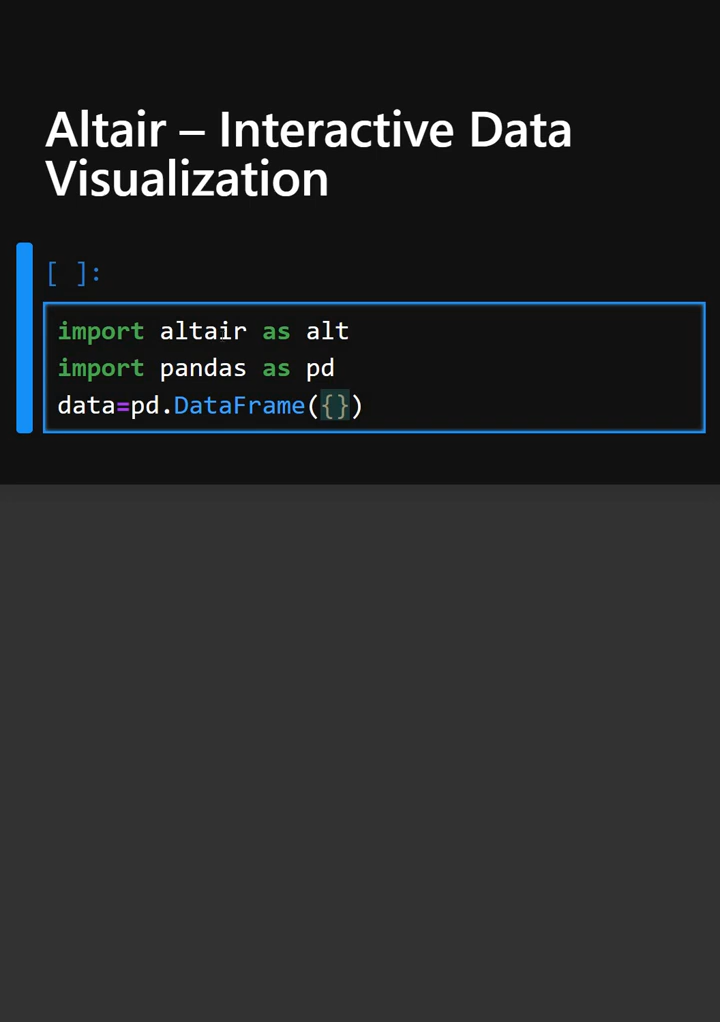 Altair – Interactive Data
Visualization
[ ]:
import altair as alt
import pandas as pd
data=pd.DataFrame({})